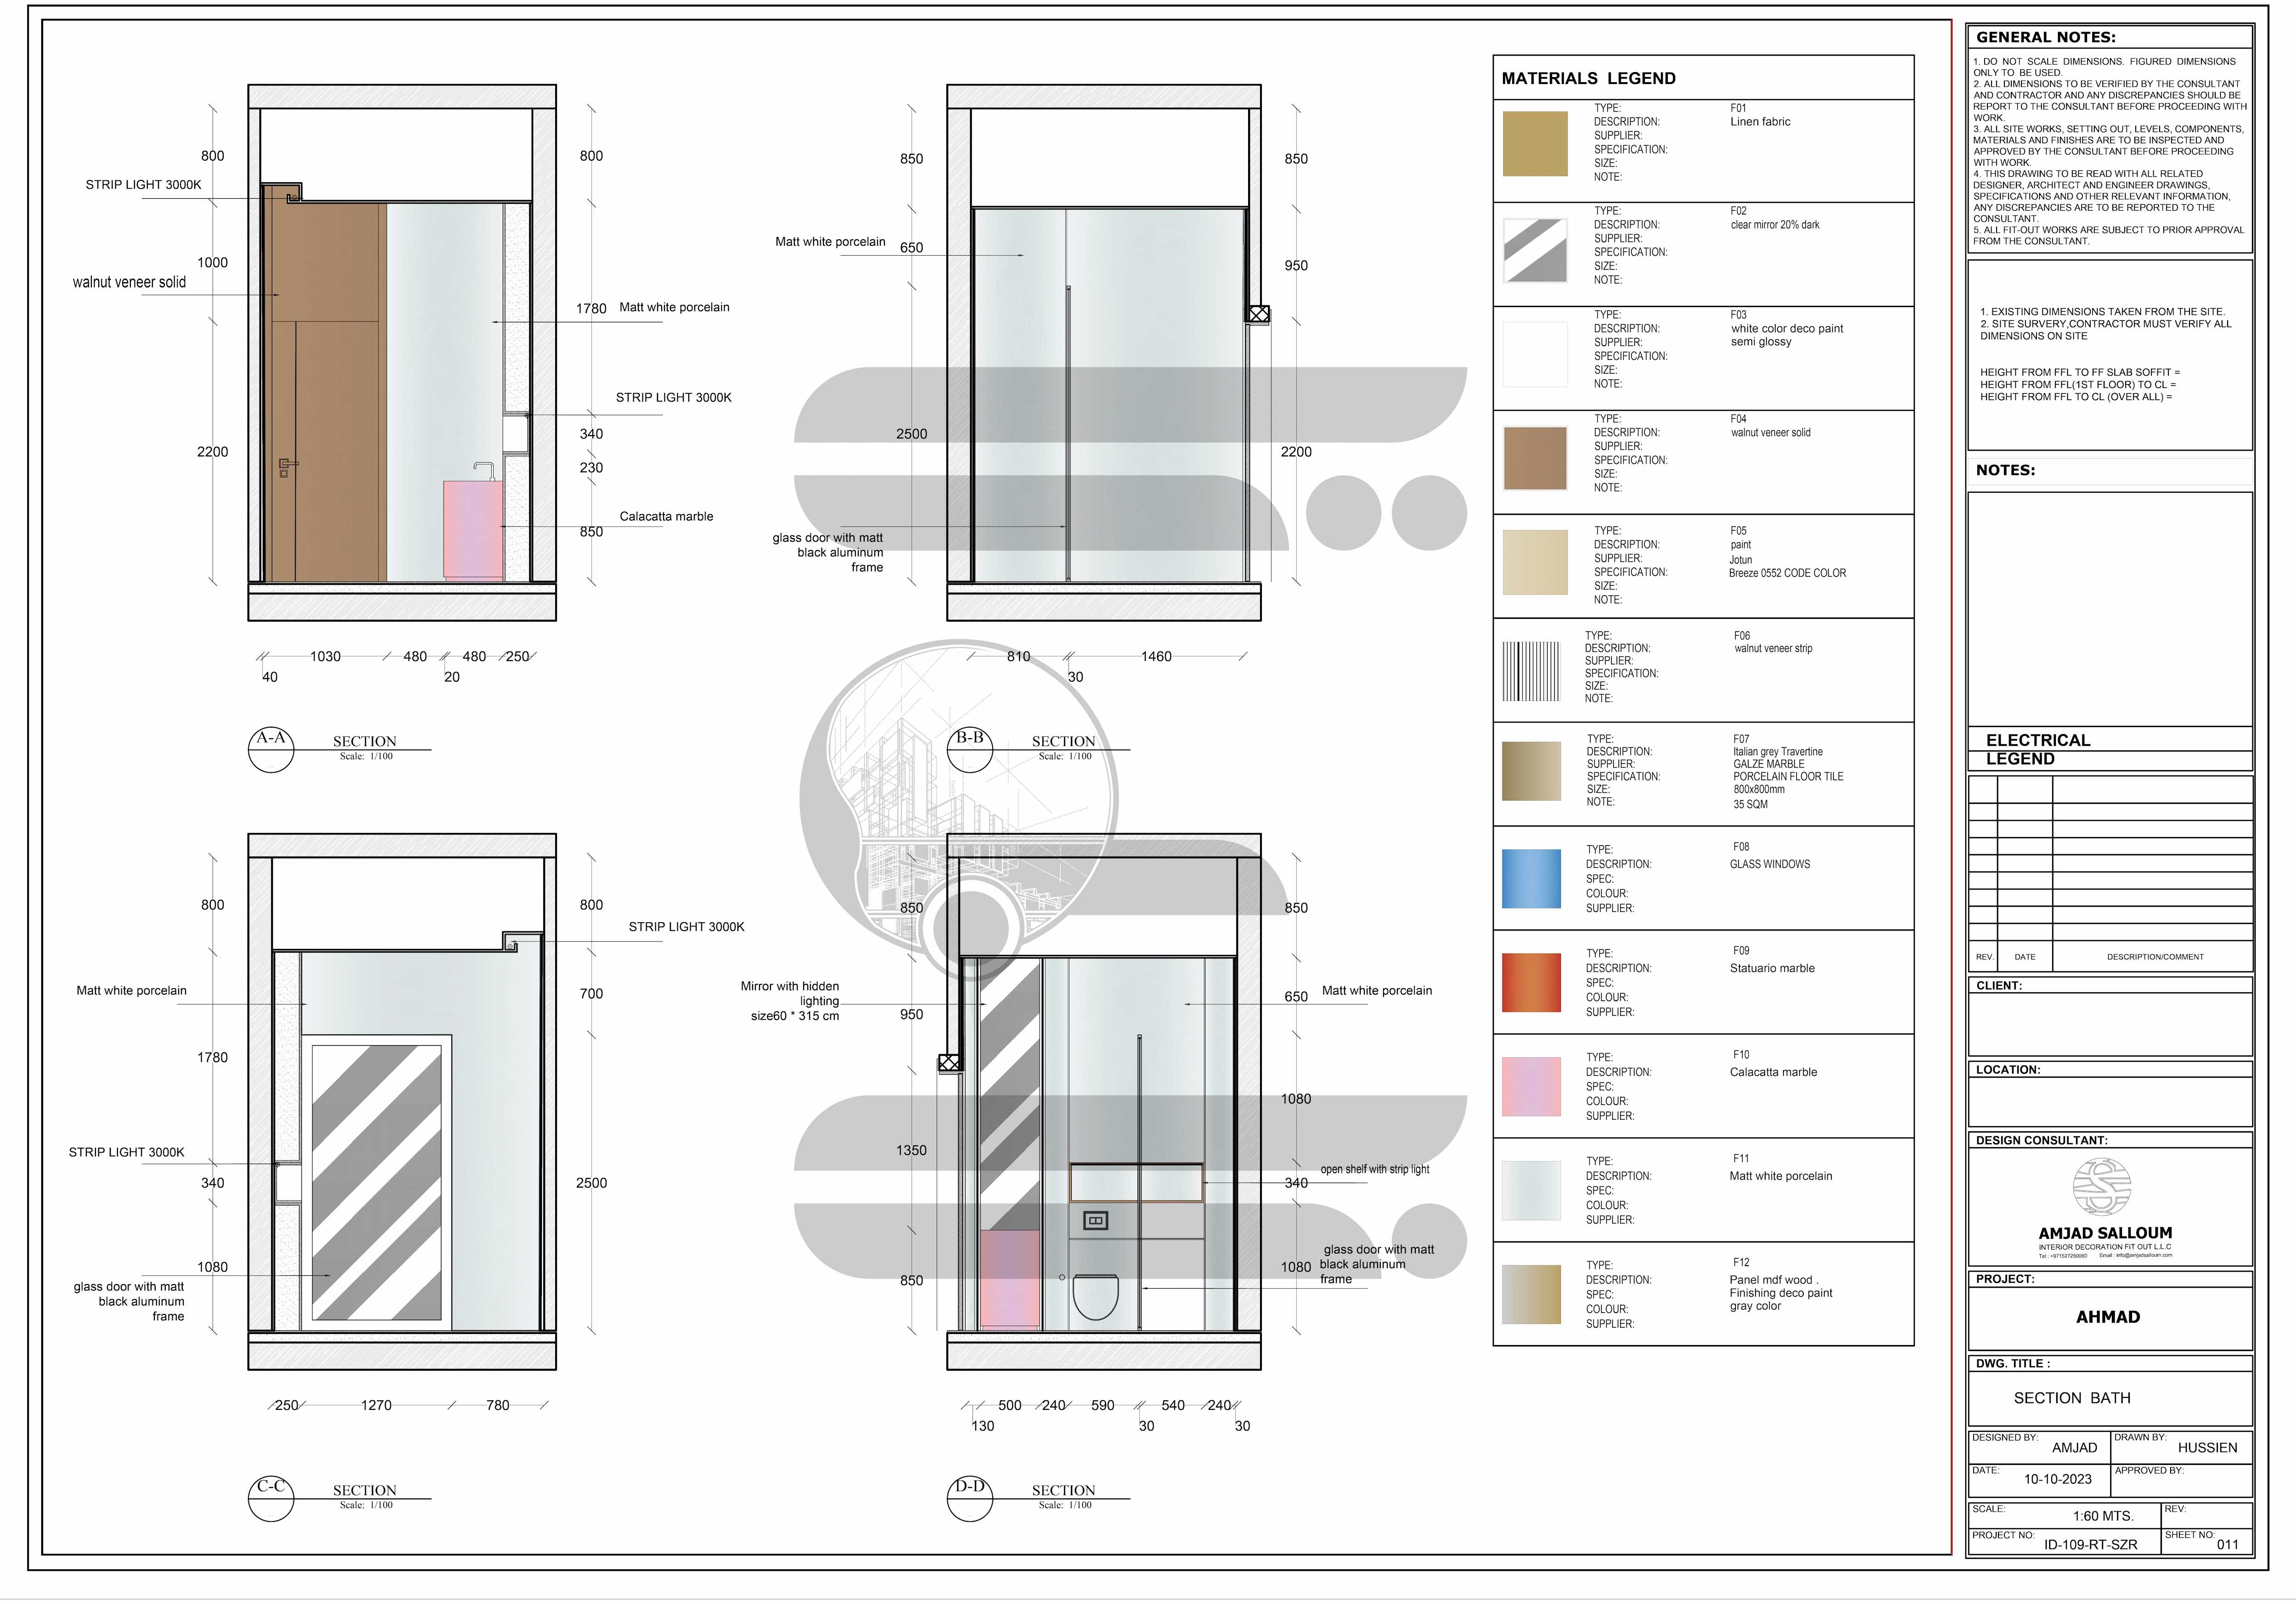 800
STRIP LIGHT 3000K
1000
walnut veneer solid
2200
800
1780
Matt white porcelain
STRIP LIGHT 3000K
340
230
Calacatta marble
850
1030
480
480
250
40
20
A-A
SECTION
Scale: 1/100
850
Matt white porcelain
650
2500
glass door with matt
black aluminum
frame
850
950
2200
810
1460
30
B-B
SECTION
Scale: 1/100
800
Matt white porcelain
1780
STRIP LIGHT 3000K
340
1080
glass door with matt
black aluminum
frame
800
STRIP LIGHT 3000K
700
2500
250
1270
780
C-C
SECTION
Scale: 1/100
850
Mirror with hidden
lighting
size60 * 315 cm
950
1350
850
850
650
Matt white porcelain
1080
open shelf with strip light
340
glass door with matt
1080
black aluminum
frame
500
240
590
540
240
130
30
30
D-D
SECTION
Scale: 1/100
MATERIALS LEGEND
TYPE: F01
DESCRIPTION: Linen fabric
SUPPLIER:
SPECIFICATION:
SIZE:
NOTE:
TYPE: F02
DESCRIPTION: clear mirror 20% dark
SUPPLIER:
SPECIFICATION:
SIZE:
NOTE:
TYPE: F03
DESCRIPTION: white color deco paint
SUPPLIER: semi glossy
SPECIFICATION:
SIZE:
NOTE:
TYPE: F04
DESCRIPTION: walnut veneer solid
SUPPLIER:
SPECIFICATION:
SIZE:
NOTE:
TYPE: F05
DESCRIPTION: paint
SUPPLIER: Jotun
SPECIFICATION: Breeze 0552 CODE COLOR
SIZE:
NOTE:
TYPE: F06
DESCRIPTION: walnut veneer strip
SUPPLIER:
SPECIFICATION:
SIZE:
NOTE:
TYPE: F07
DESCRIPTION: Italian grey Travertine
SUPPLIER: GALZE MARBLE
SPECIFICATION: PORCELAIN FLOOR TILE
SIZE: 800x800mm
NOTE: 35 SQM
TYPE: F08
DESCRIPTION: GLASS WINDOWS
SPEC:
COLOUR:
SUPPLIER:
TYPE: F09
DESCRIPTION: Statuario marble
SPEC:
COLOUR:
SUPPLIER:
TYPE: F10
DESCRIPTION: Calacatta marble
SPEC:
COLOUR:
SUPPLIER:
TYPE: F11
DESCRIPTION: Matt white porcelain
SPEC:
COLOUR:
SUPPLIER:
TYPE: F12
DESCRIPTION: Panel mdf wood .
SPEC: Finishing deco paint
COLOUR: gray color
SUPPLIER:
GENERAL NOTES:
1. DO NOT SCALE DIMENSIONS. FIGURED DIMENSIONS
ONLY TO BE USED.
2. ALL DIMENSIONS TO BE VERIFIED BY THE CONSULTANT
AND CONTRACTOR AND ANY DISCREPANCIES SHOULD BE
REPORT TO THE CONSULTANT BEFORE PROCEEDING WITH
WORK.
3. ALL SITE WORKS, SETTING OUT, LEVELS, COMPONENTS,
MATERIALS AND FINISHES ARE TO BE INSPECTED AND
APPROVED BY THE CONSULTANT BEFORE PROCEEDING
WITH WORK.
4. THIS DRAWING TO BE READ WITH ALL RELATED
DESIGNER, ARCHITECT AND ENGINEER DRAWINGS,
SPECIFICATIONS AND OTHER RELEVANT INFORMATION,
ANY DISCREPANCIES ARE TO BE REPORTED TO THE
CONSULTANT.
5. ALL FIT-OUT WORKS ARE SUBJECT TO PRIOR APPROVAL
FROM THE CONSULTANT.
1. EXISTING DIMENSIONS TAKEN FROM THE SITE.
2. SITE SURVERY,CONTRACTOR MUST VERIFY ALL
DIMENSIONS ON SITE
HEIGHT FROM FFL TO FF SLAB SOFFIT =
HEIGHT FROM FFL(1ST FLOOR) TO CL =
HEIGHT FROM FFL TO CL (OVER ALL) =
NOTES:
ELECTRICAL
LEGEND
REV. DATE DESCRIPTION/COMMENT
CLIENT:
LOCATION:
DESIGN CONSULTANT:
AMJAD SALLOUM
INTERIOR DECORATION FIT OUT L.L.C
Tel : +971527250060 Email : info@amjadsalloum.com
PROJECT:
AHMAD
DWG. TITLE :
SECTION BATH
DESIGNED BY: AMJAD
DRAWN BY: HUSSIEN
DATE: 10-10-2023
APPROVED BY:
SCALE: 1:60 MTS.
REV:
PROJECT NO: ID-109-RT-SZR
SHEET NO: 011